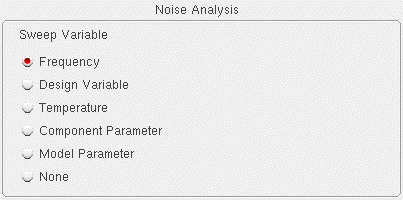 Noise Analysis
Sweep Variable
Frequency
Design Variable
Temperature
Component Parameter
Model Parameter
None